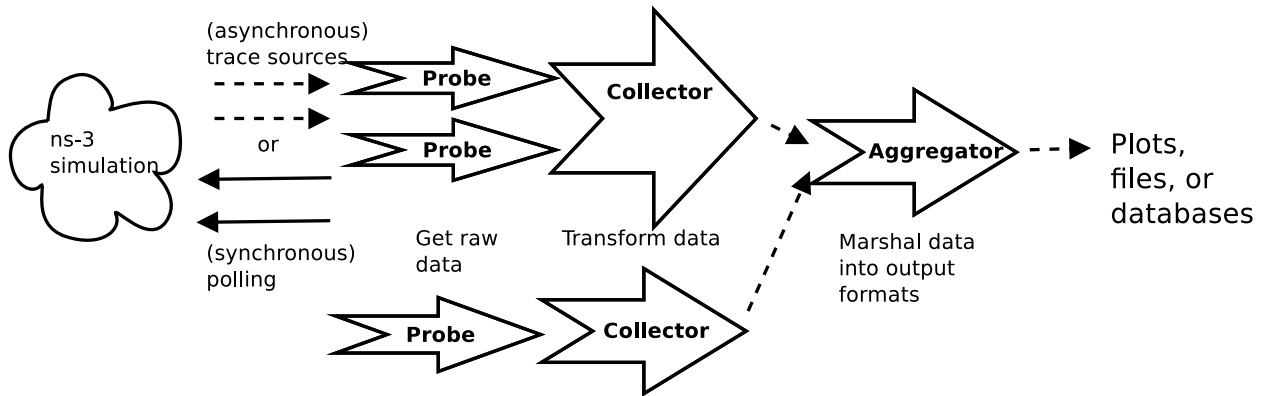 (asynchronous)
trace sources
Probe
Collector
ns-3
simulation
or
Probe
Aggregator
Plots,
files, or
databases
(synchronous)
polling
Get raw
data
Transform data
Marshal data
into output
formats
Probe
Collector